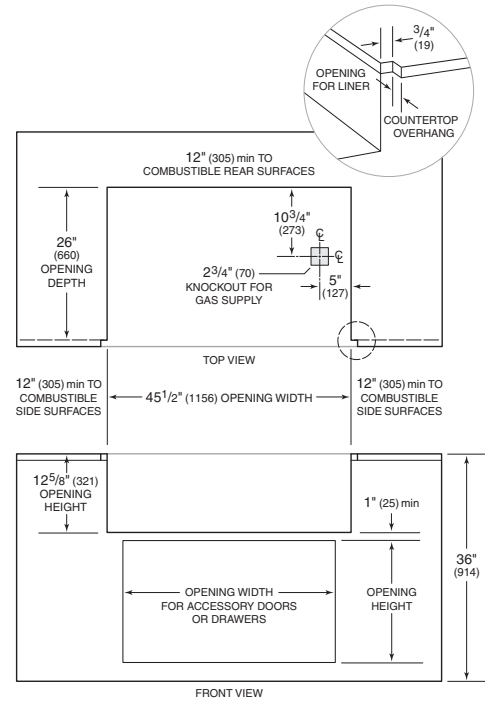 3/4"
(19)
OPENING
FOR LINER
COUNTERTOP
OVERHANG
12" (305) min TO
COMBUSTIBLE REAR SURFACES
26"
(660)
OPENING
DEPTH
10 3/4"
(273)
℄
℄
2 3/4" (70)
KNOCKOUT FOR
GAS SUPPLY
5"
(127)
TOP VIEW
12" (305) min TO
COMBUSTIBLE
SIDE SURFACES
45 1/2" (1156) OPENING WIDTH
12" (305) min TO
COMBUSTIBLE
SIDE SURFACES
12 5/8" (321)
OPENING
HEIGHT
1" (25) min
36"
(914)
OPENING WIDTH
FOR ACCESSORY DOORS
OR DRAWERS
OPENING
HEIGHT
FRONT VIEW